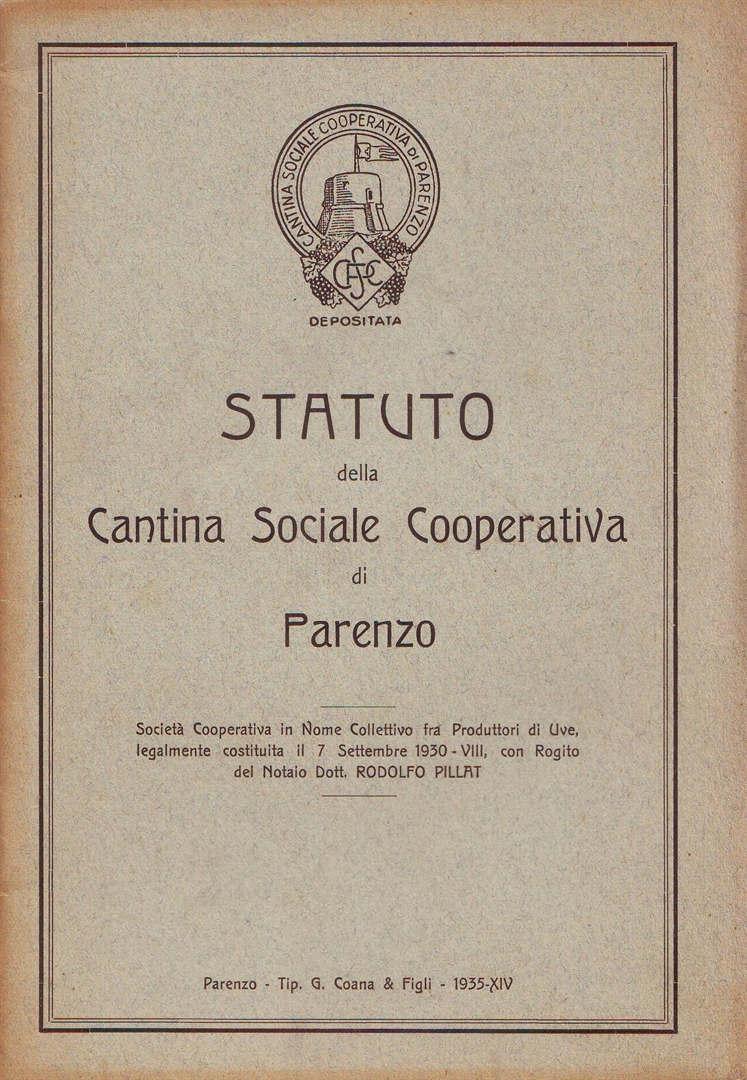 CANTINA SOCIALE COOPERATIVA DI PARENZO
CSPC
DEPOSITATA
STATUTO
della
Cantina Sociale Cooperativa
di
Parenzo
Società Cooperativa in Nome Collettivo fra Produttori di Uve,
legalmente costituita il 7 Settembre 1930 - VIII, con Rogito
del Notaio Dott. RODOLFO PILLAT
Parenzo - Tip. G. Coana & Figli - 1935-XIV